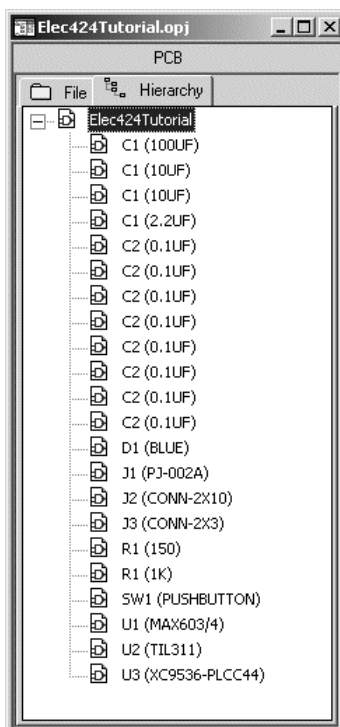 Elec424Tutorial.opj
PCB
File Hierarchy
Elec424Tutorial
C1 (100UF)
C1 (10UF)
C1 (10UF)
C1 (2.2UF)
C2 (0.1UF)
C2 (0.1UF)
C2 (0.1UF)
C2 (0.1UF)
C2 (0.1UF)
C2 (0.1UF)
C2 (0.1UF)
C2 (0.1UF)
D1 (BLUE)
J1 (PJ-002A)
J2 (CONN-2X10)
J3 (CONN-2X3)
R1 (150)
R1 (1K)
SW1 (PUSHBUTTON)
U1 (MAX603/4)
U2 (TIL311)
U3 (XC9536-PLCC44)